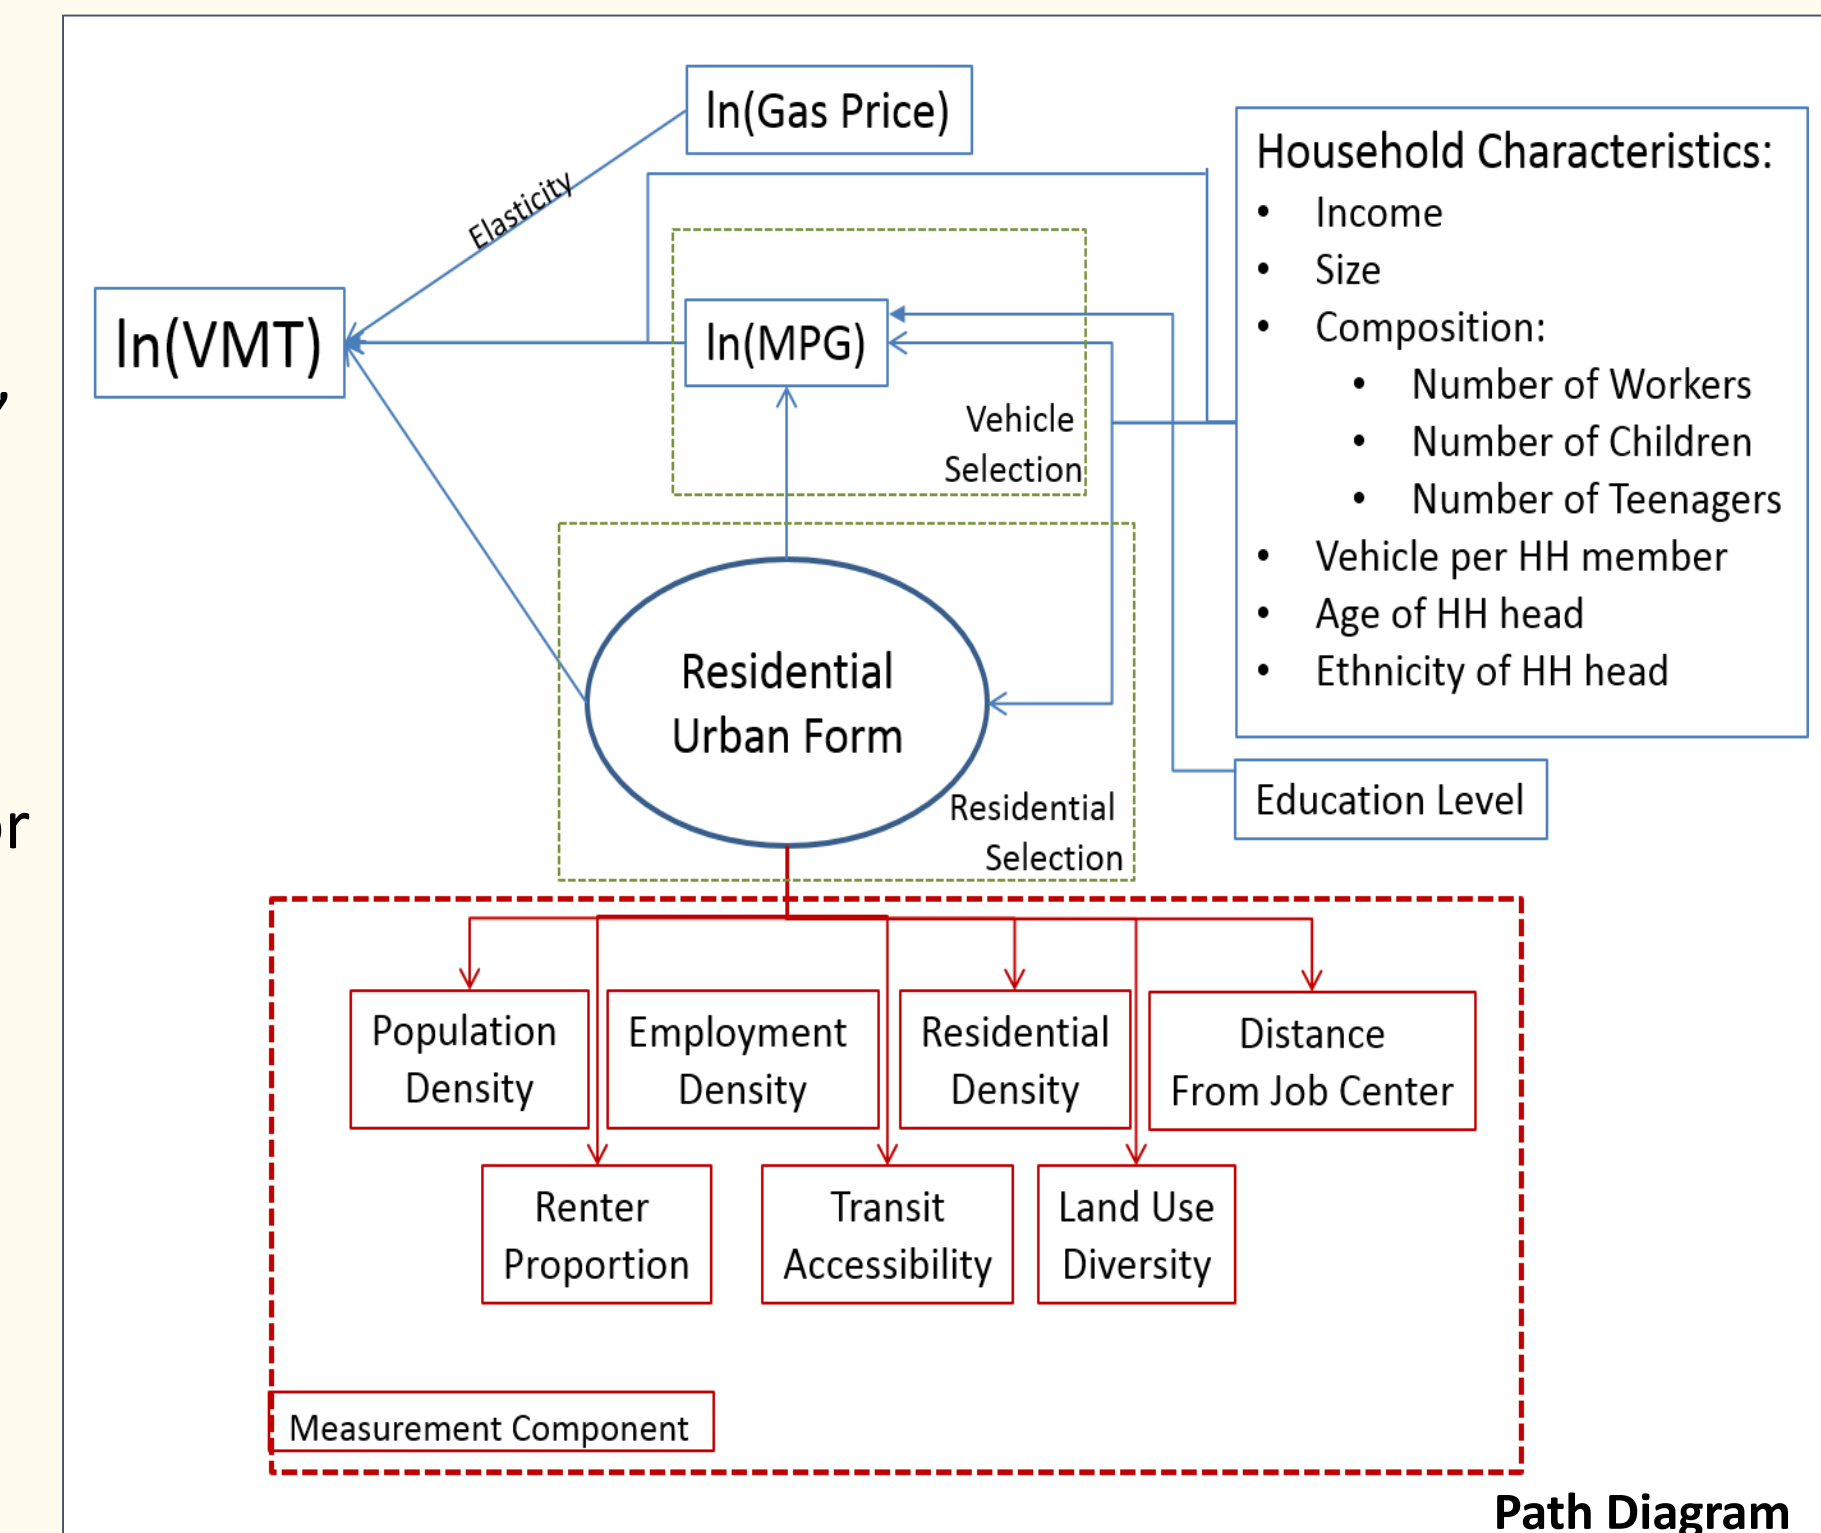 ln(Gas Price)
Elasticity
ln(VMT)
ln(MPG)
Vehicle
Selection
Household Characteristics:
• Income
• Size
• Composition:
• Number of Workers
• Number of Children
• Number of Teenagers
• Vehicle per HH member
• Age of HH head
• Ethnicity of HH head
Education Level
Residential
Urban Form
Residential
Selection
,
or
Population
Density
Employment
Density
Residential
Density
Distance
From Job Center
Renter
Proportion
Transit
Accessibility
Land Use
Diversity
Measurement Component
Path Diagram